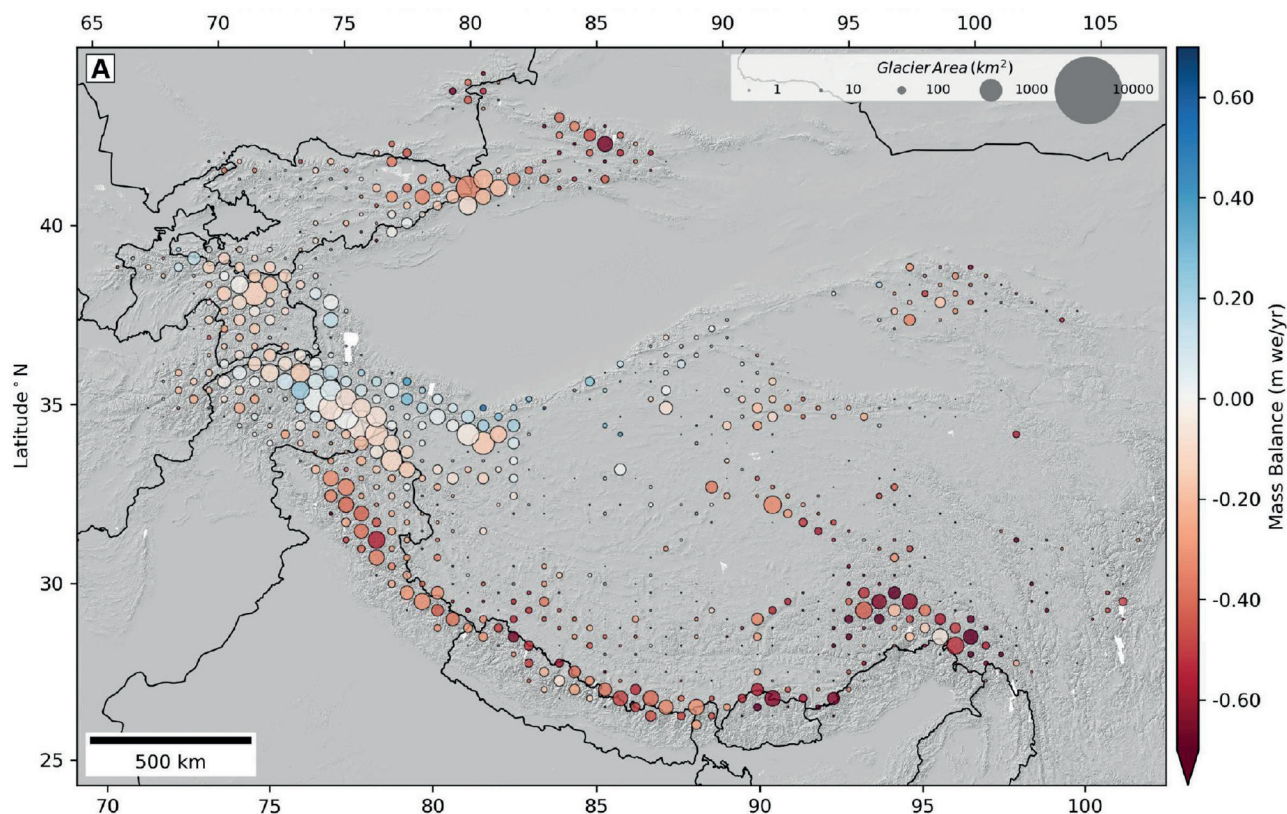 65 70 75 80 85 90 95 100 105
A
Glacier Area (km²)
1 10 100 1000 10000
40
35
30
25
Latitude ° N
500 km
70 75 80 85 90 95 100
0.60
0.40
0.20
0.00
-0.20
-0.40
-0.60
Mass Balance (m we/yr)